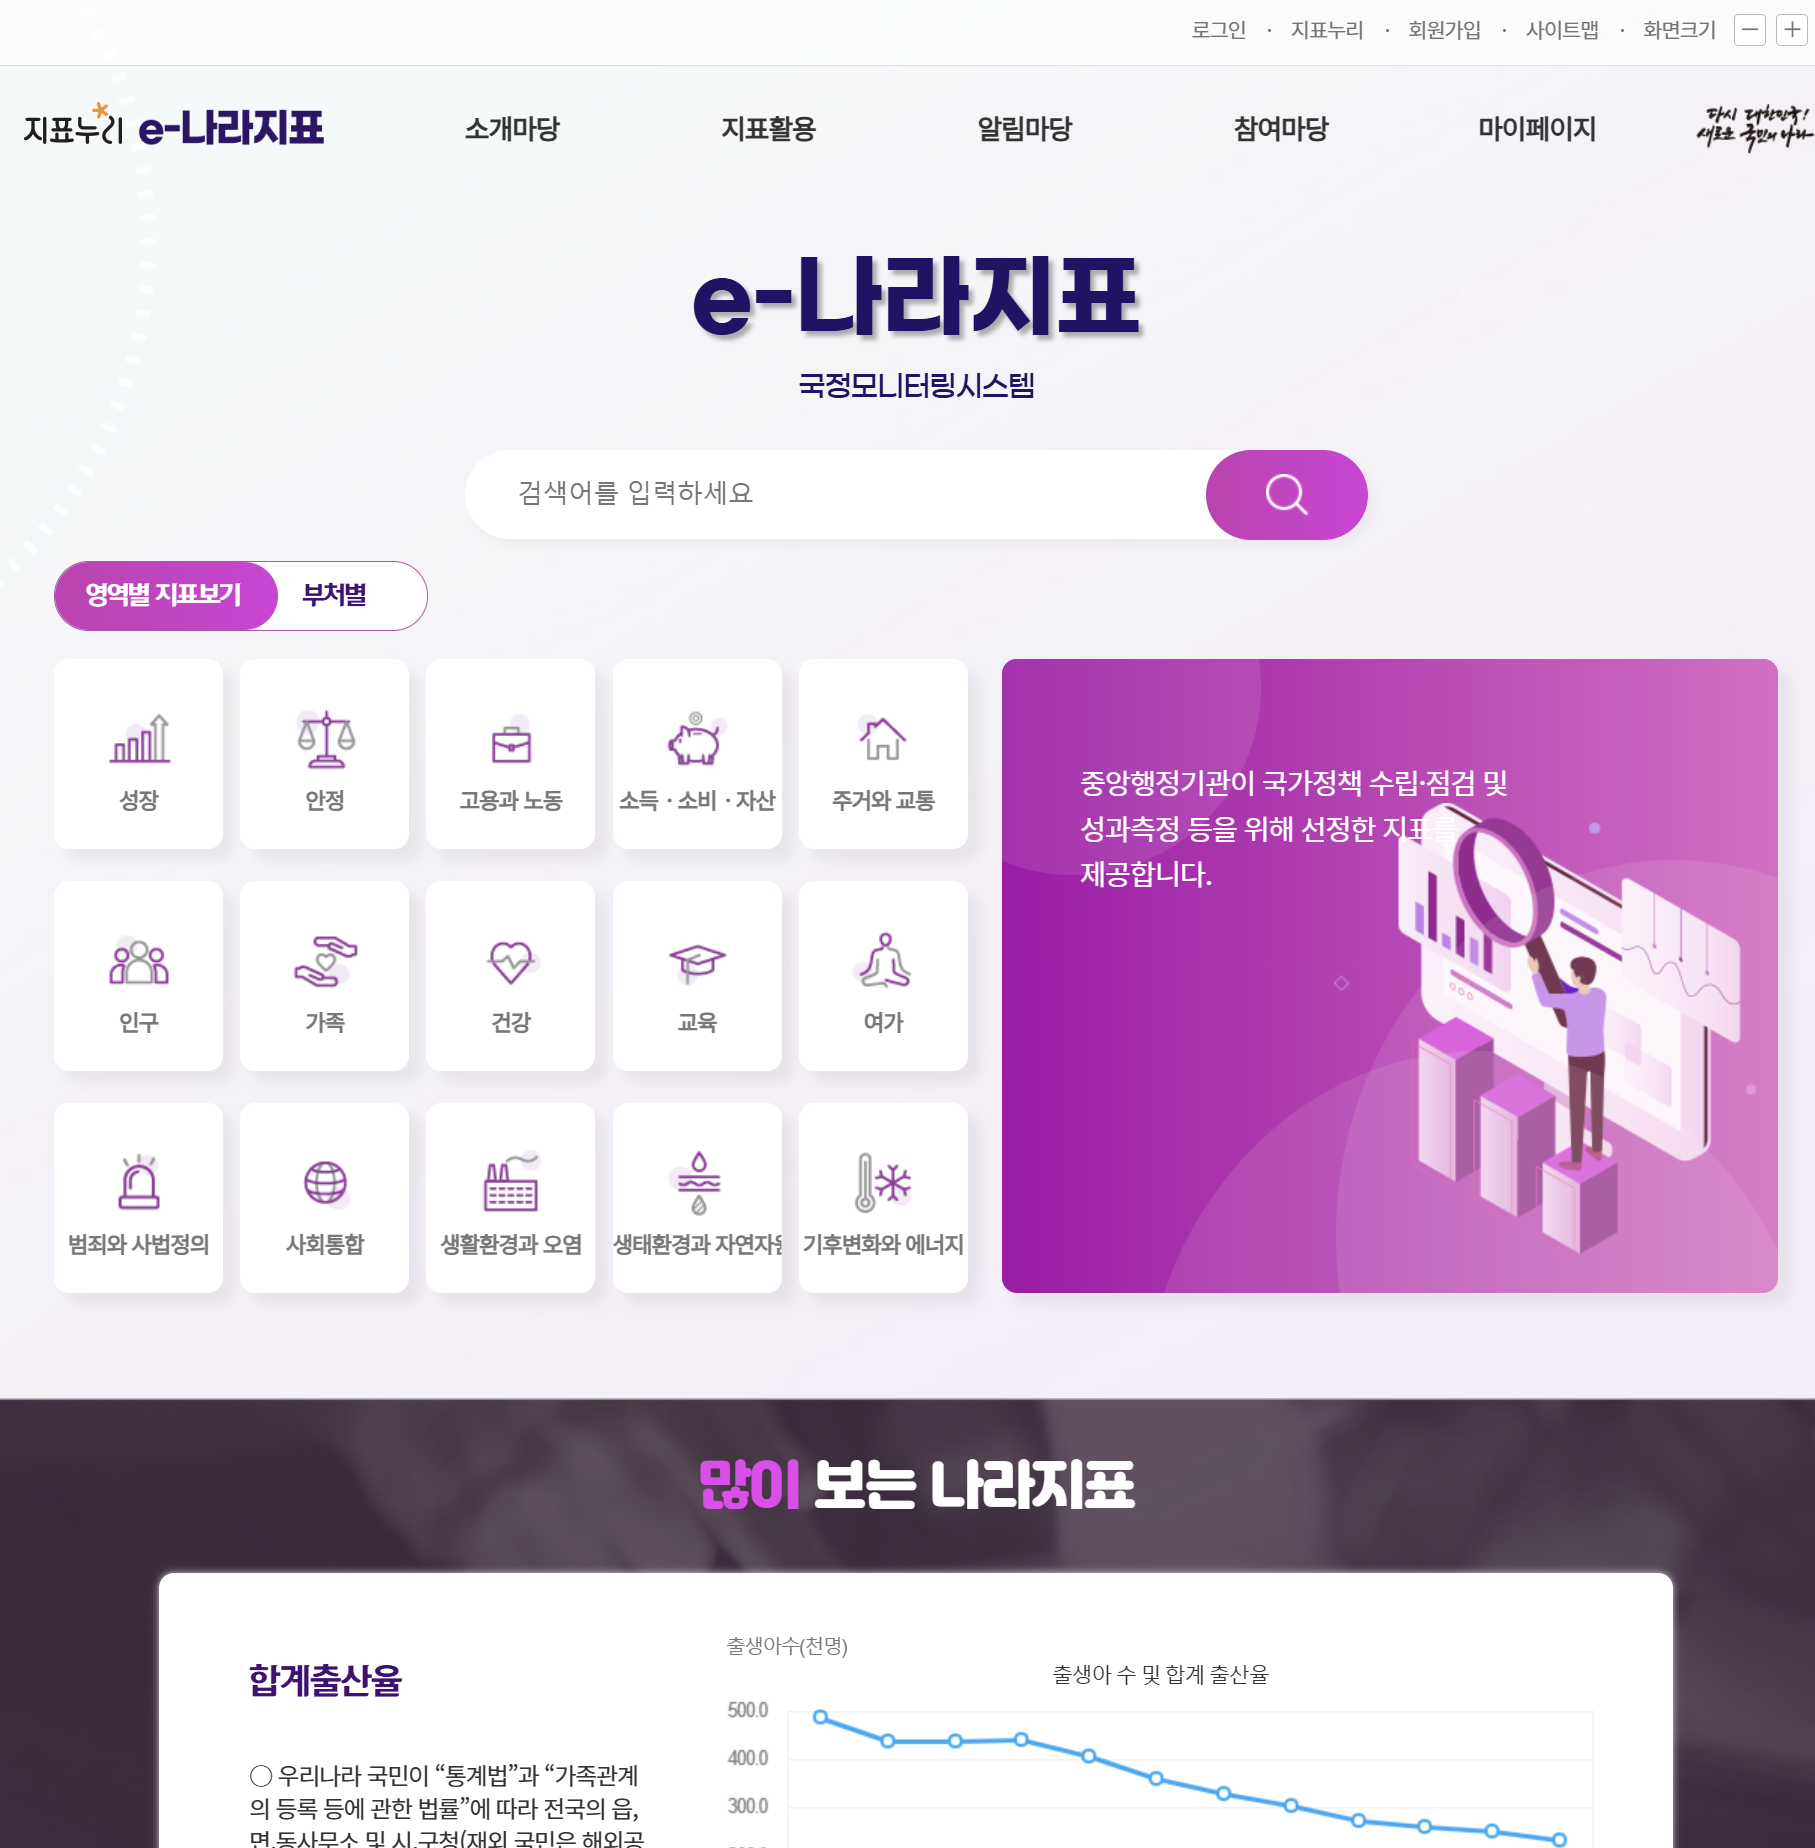 로그인 · 지표누리 · 회원가입 · 사이트맵 · 화면크기
지표누리 e-나라지표 소개마당 지표활용 알림마당 참여마당 마이페이지
다시 대한민국!
새로운 국민의 나라
e-나라지표
국정모니터링시스템
검색어를 입력하세요
영역별 지표보기 부처별
성장 안정 고용과 노동 소득 · 소비 · 자산 주거와 교통
인구 가족 건강 교육 여가
범죄와 사법정의 사회통합 생활환경과 오염 생태환경과 자연자원 기후변화와 에너지
중앙행정기관이 국가정책 수립·점검 및
성과측정 등을 위해 선정한 지표를
제공합니다.
많이 보는 나라지표
합계출산율
○ 우리나라 국민이 “통계법”과 “가족관계
의 등록 등에 관한 법률”에 따라 전국의 읍,
면,동사무소 및 시,구청(재외 국민은 해외공
출생아수(천명)
출생아 수 및 합계 출산율
500.0
400.0
300.0